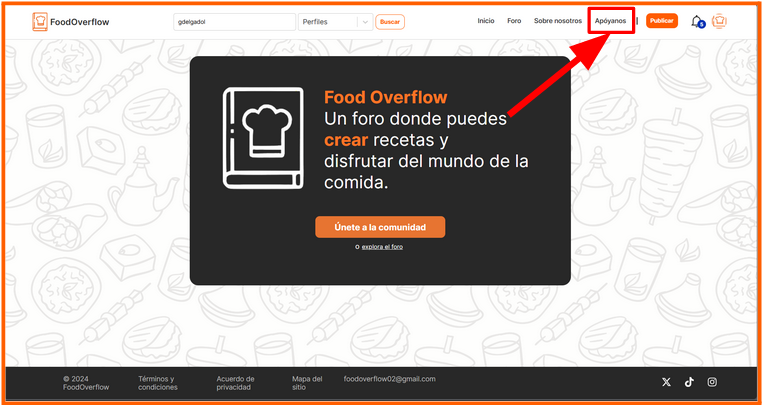 FoodOverflow
gdelgadol
Perfiles
Buscar
Inicio
Foro
Sobre nosotros
Apóyanos
Publicar
5
Food Overflow
Un foro donde puedes
crear recetas y
disfrutar del mundo de la
comida.
Únete a la comunidad
o explora el foro
© 2024
FoodOverflow
Términos y
condiciones
Acuerdo de
privacidad
Mapa del
sitio
foodoverflow02@gmail.com